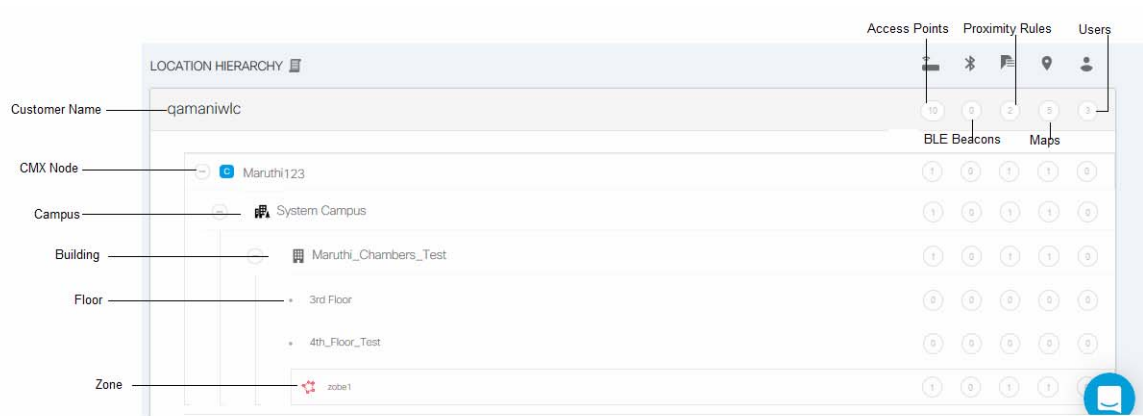 Access Points Proximity Rules Users
LOCATION HIERARCHY
Customer Name qamaniwlc 10 0 2 5 3
BLE Beacons Maps
CMX Node C Maruthi123 1 0 1 1 0
Campus System Campus 1 0 1 1 0
Building Maruthi_Chambers_Test 1 0 1 1 0
Floor 3rd Floor 0 0 0 0 0
4th_Floor_Test 0 0 0 0 0
Zone zobe1 1 0 1 1